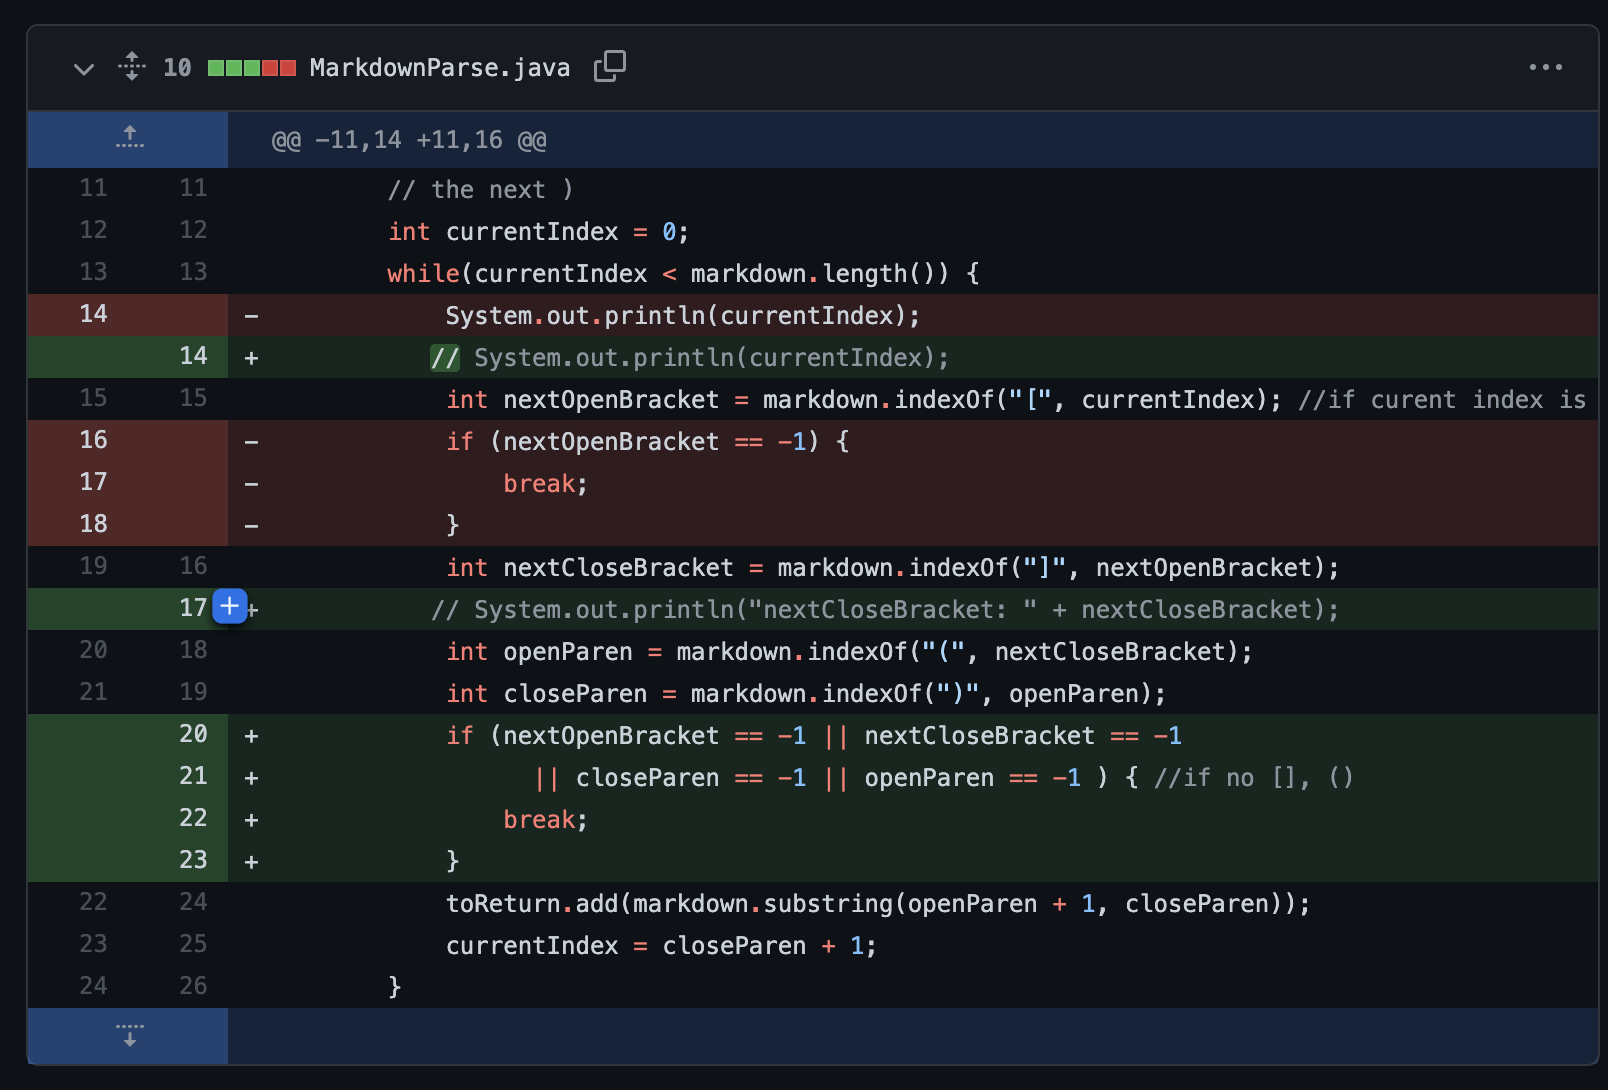 10 MarkdownParse.java
@@ -11,14 +11,16 @@
11 11 // the next )
12 12 int currentIndex = 0;
13 13 while(currentIndex < markdown.length()) {
14 - System.out.println(currentIndex);
14 + // System.out.println(currentIndex);
15 15 int nextOpenBracket = markdown.indexOf("[", currentIndex); //if curent index is
16 - if (nextOpenBracket == -1) {
17 - break;
18 - }
19 16 int nextCloseBracket = markdown.indexOf("]", nextOpenBracket);
17 + // System.out.println("nextCloseBracket: " + nextCloseBracket);
20 18 int openParen = markdown.indexOf("(", nextCloseBracket);
21 19 int closeParen = markdown.indexOf(")", openParen);
20 + if (nextOpenBracket == -1 || nextCloseBracket == -1
21 + || closeParen == -1 || openParen == -1 ) { //if no [], ()
22 + break;
23 + }
22 24 toReturn.add(markdown.substring(openParen + 1, closeParen));
23 25 currentIndex = closeParen + 1;
24 26 }